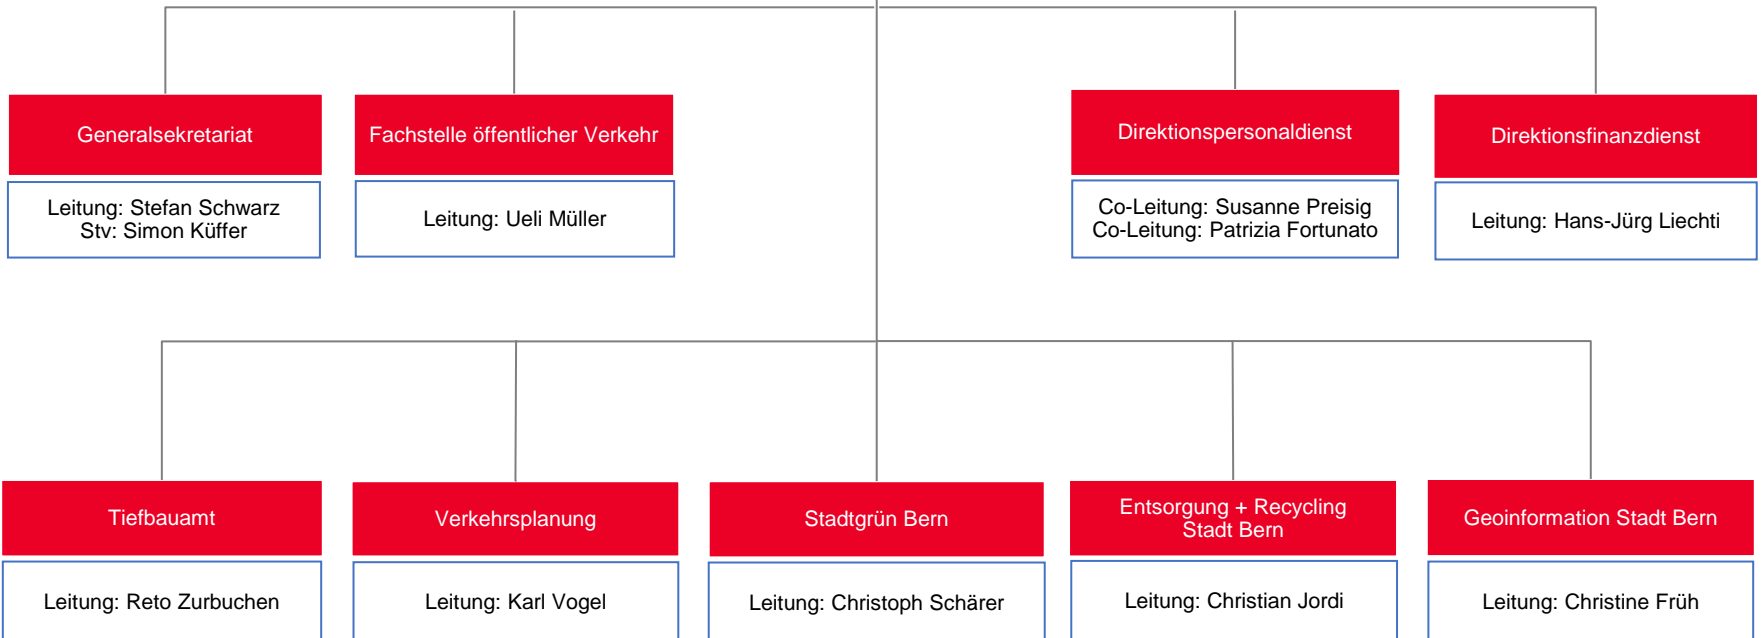 Generalsekretariat
Leitung: Stefan Schwarz
Stv: Simon Küffer
Fachstelle öffentlicher Verkehr
Leitung: Ueli Müller
Direktionspersonaldienst
Co-Leitung: Susanne Preisig
Co-Leitung: Patrizia Fortunato
Direktionsfinanzdienst
Leitung: Hans-Jürg Liechti
Tiefbauamt
Leitung: Reto Zurbuchen
Verkehrsplanung
Leitung: Karl Vogel
Stadtgrün Bern
Leitung: Christoph Schärer
Entsorgung + Recycling
Stadt Bern
Leitung: Christian Jordi
Geoinformation Stadt Bern
Leitung: Christine Früh